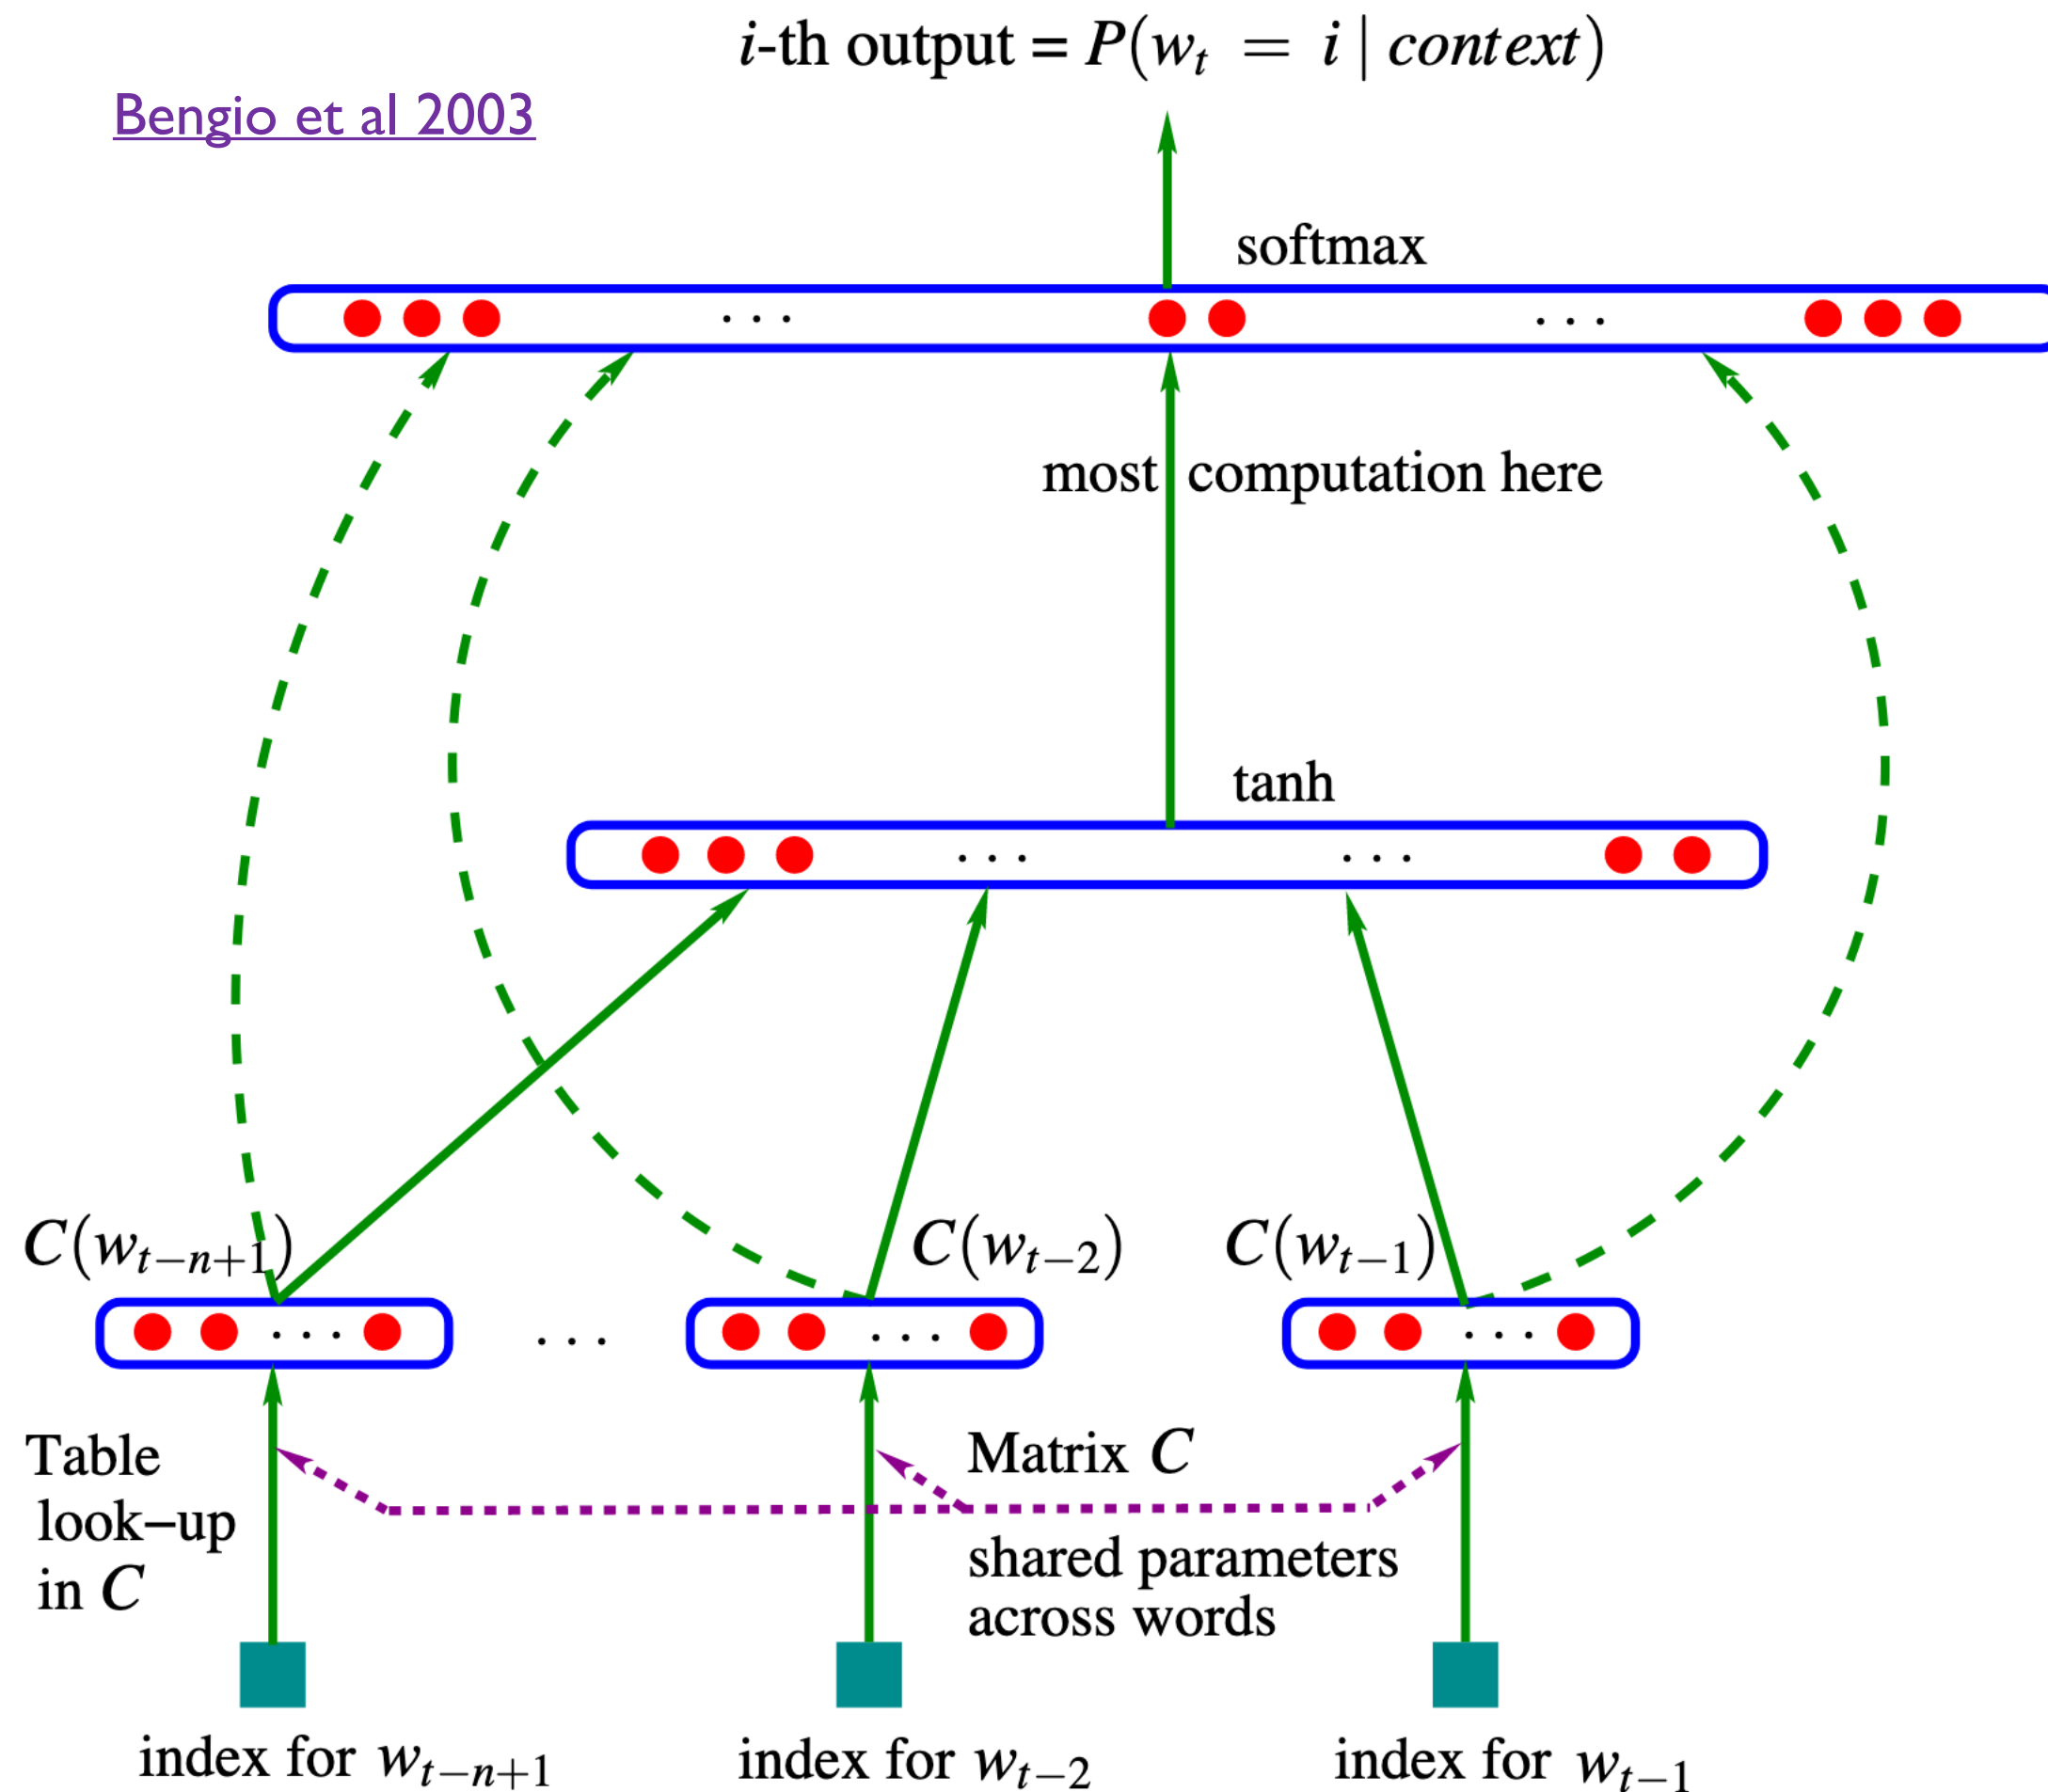 i-th output = P(w_t = i | context)
Bengio et al 2003
softmax
. . .
. . .
most computation here
tanh
. . .
. . .
C(w_{t−n+1})
C(w_{t−2})
C(w_{t−1})
. . .
. . .
. . .
. . .
Table
look−up
in C
Matrix C
shared parameters
across words
index for w_{t−n+1}
index for w_{t−2}
index for w_{t−1}